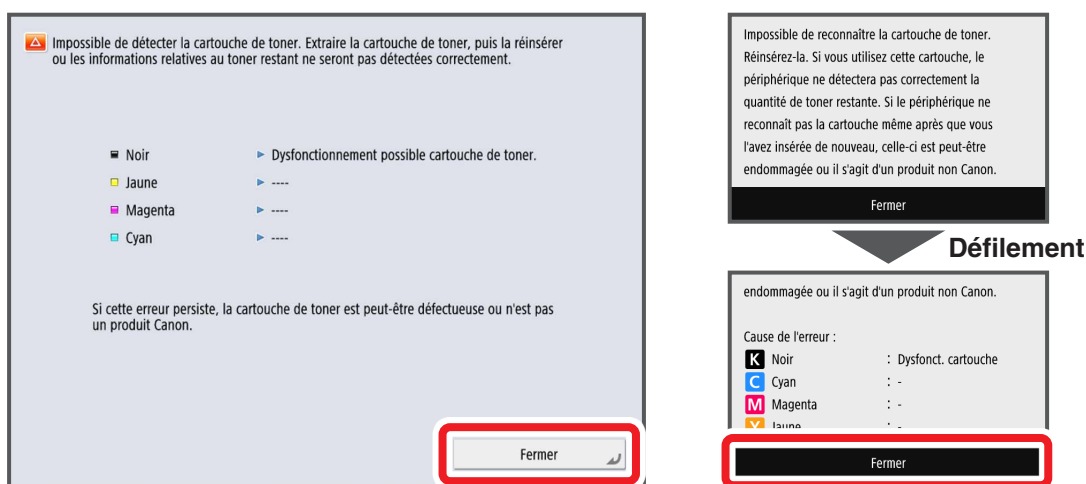 Impossible de détecter la cartouche de toner. Extraire la cartouche de toner, puis la réinsérer
ou les informations relatives au toner restant ne seront pas détectées correctement.
Noir Dysfonctionnement possible cartouche de toner.
Jaune ----
Magenta ----
Cyan ----
Si cette erreur persiste, la cartouche de toner est peut-être défectueuse ou n'est pas
un produit Canon.
Fermer
Impossible de reconnaître la cartouche de toner.
Réinsérez-la. Si vous utilisez cette cartouche, le
périphérique ne détectera pas correctement la
quantité de toner restante. Si le périphérique ne
reconnaît pas la cartouche même après que vous
l'avez insérée de nouveau, celle-ci est peut-être
endommagée ou il s'agit d'un produit non Canon.
Fermer
Défilement
endommagée ou il s'agit d'un produit non Canon.
Cause de l'erreur :
K Noir : Dysfonct. cartouche
C Cyan : -
M Magenta : -
Y Jaune : -
Fermer